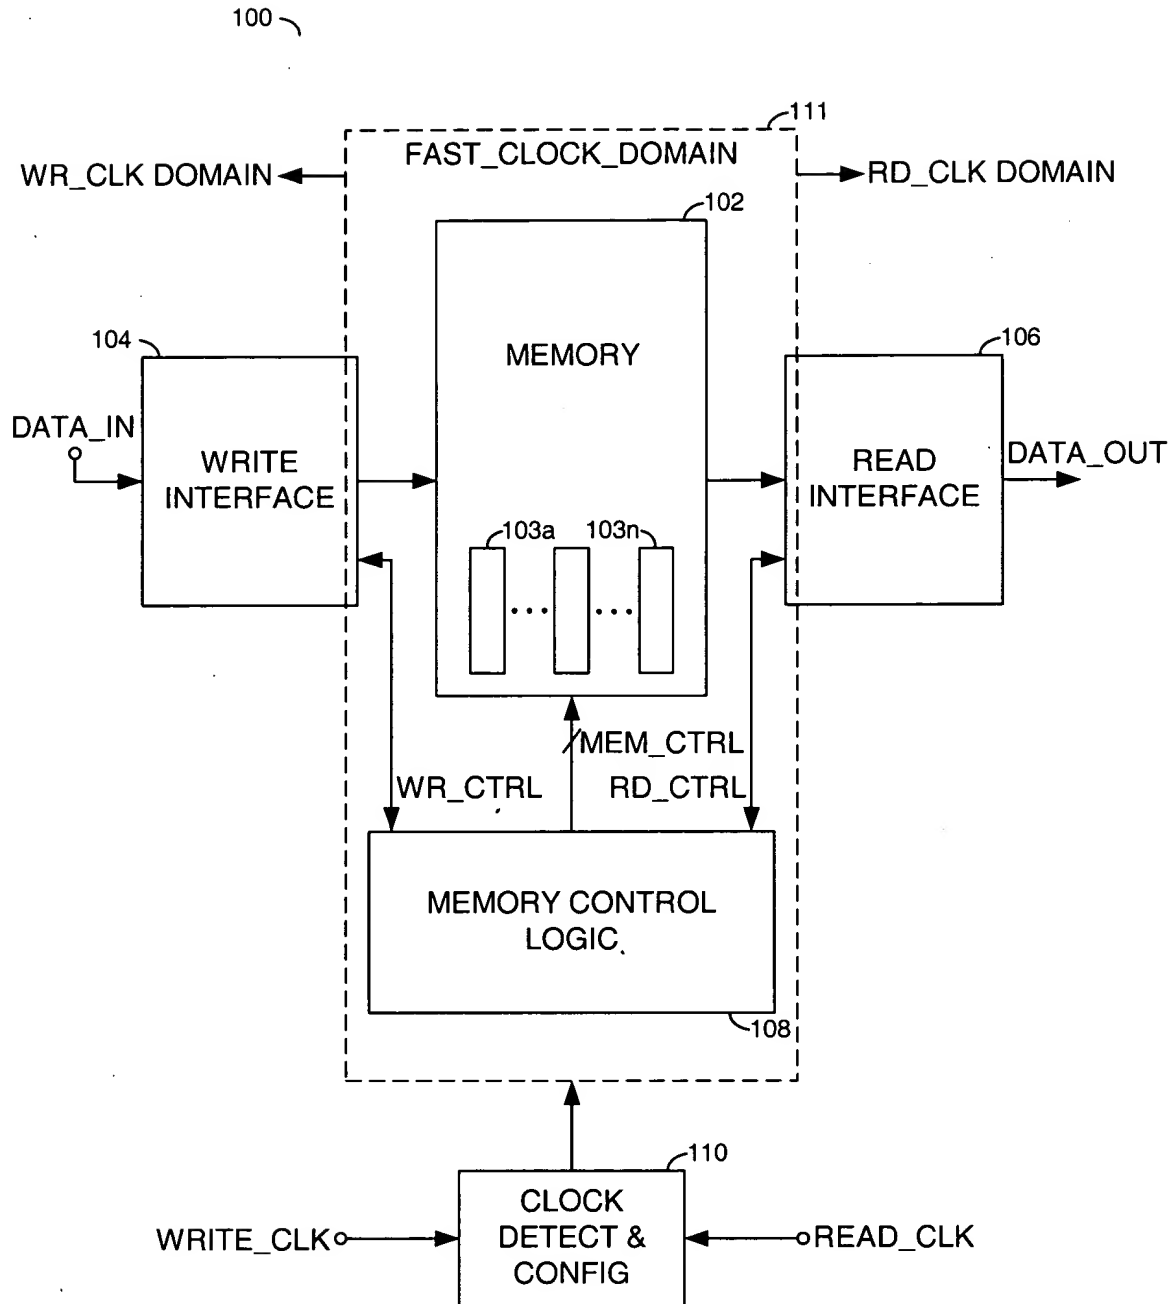 100
111
FAST_CLOCK_DOMAIN
WR_CLK DOMAIN
RD_CLK DOMAIN
102
104
MEMORY
106
DATA_IN
WRITE
INTERFACE
READ
INTERFACE
DATA_OUT
103a
103n
MEM_CTRL
WR_CTRL
RD_CTRL
MEMORY CONTROL
LOGIC
108
110
CLOCK
DETECT &
CONFIG
WRITE_CLK
READ_CLK